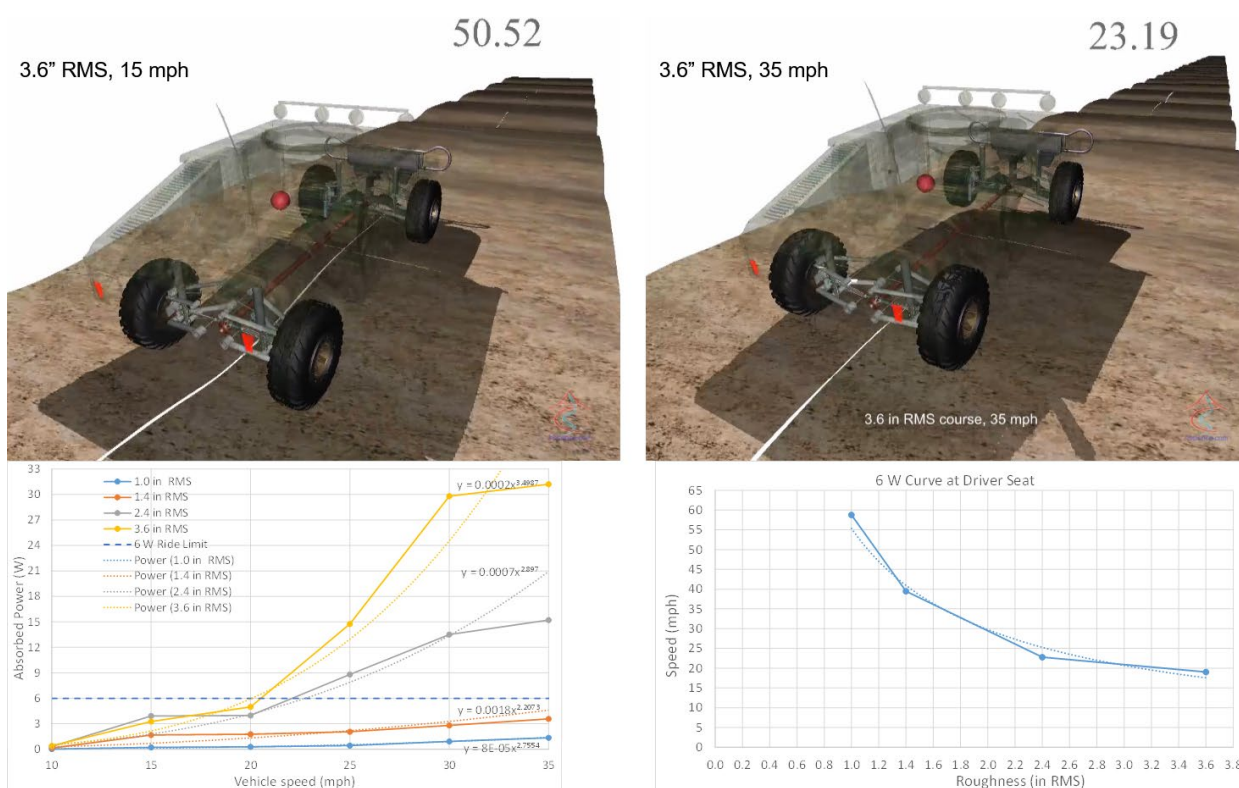 50.52
3.6" RMS, 15 mph
23.19
3.6" RMS, 35 mph
3.6 in RMS course, 35 mph
33
30
27
24
21
18
15
12
9
6
3
0
Absorbed Power (W)
1.0 in RMS
1.4 in RMS
2.4 in RMS
3.6 in RMS
6 W Ride Limit
Power (1.0 in RMS)
Power (1.4 in RMS)
Power (2.4 in RMS)
Power (3.6 in RMS)
y = 0.0002x^3.4987
y = 0.0007x^2.897
y = 0.0018x^2.2073
y = 8E-05x^2.7554
10 15 20 25 30 35
Vehicle speed (mph)
6 W Curve at Driver Seat
65
60
55
50
45
40
35
30
25
20
15
10
5
0
Speed (mph)
0.0 0.2 0.4 0.6 0.8 1.0 1.2 1.4 1.6 1.8 2.0 2.2 2.4 2.6 2.8 3.0 3.2 3.4 3.6 3.8
Roughness (in RMS)